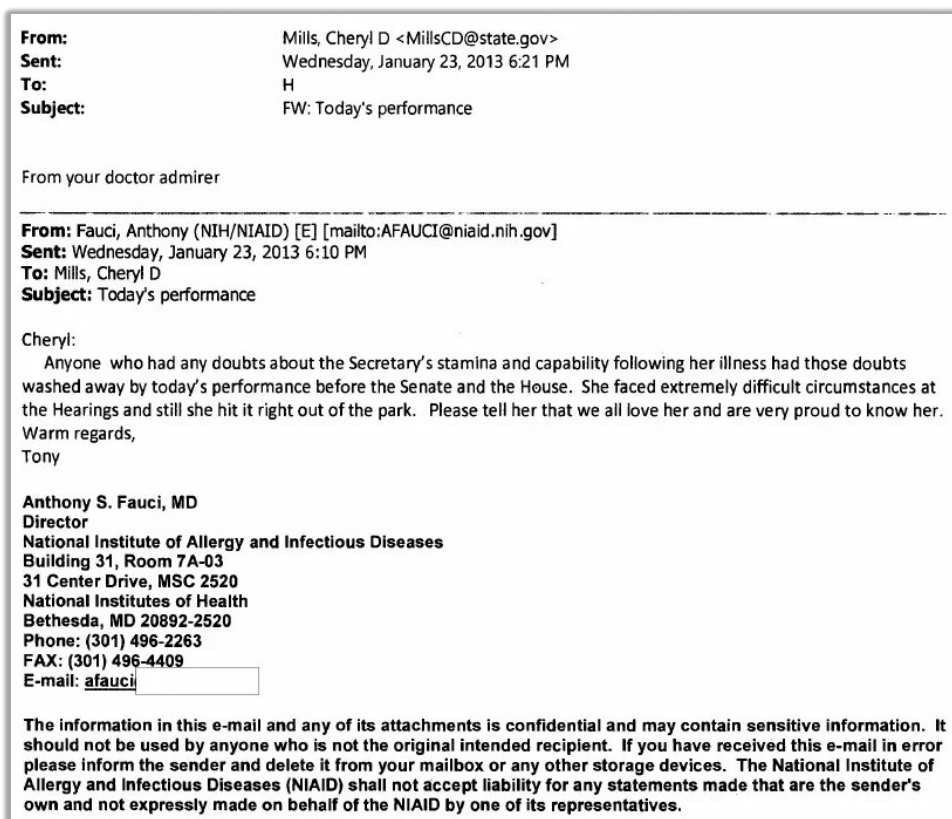 From: Mills, Cheryl D <MillsCD@state.gov>
Sent: Wednesday, January 23, 2013 6:21 PM
To: H
Subject: FW: Today's performance
From your doctor admirer
From: Fauci, Anthony (NIH/NIAID) [E] [mailto:AFAUCI@niaid.nih.gov]
Sent: Wednesday, January 23, 2013 6:10 PM
To: Mills, Cheryl D
Subject: Today's performance
Cheryl:
Anyone who had any doubts about the Secretary's stamina and capability following her illness had those doubts
washed away by today's performance before the Senate and the House. She faced extremely difficult circumstances at
the Hearings and still she hit it right out of the park. Please tell her that we all love her and are very proud to know her.
Warm regards,
Tony
Anthony S. Fauci, MD
Director
National Institute of Allergy and Infectious Diseases
Building 31, Room 7A-03
31 Center Drive, MSC 2520
National Institutes of Health
Bethesda, MD 20892-2520
Phone: (301) 496-2263
FAX: (301) 496-4409
E-mail: afauci
The information in this e-mail and any of its attachments is confidential and may contain sensitive information. It
should not be used by anyone who is not the original intended recipient. If you have received this e-mail in error
please inform the sender and delete it from your mailbox or any other storage devices. The National Institute of
Allergy and Infectious Diseases (NIAID) shall not accept liability for any statements made that are the sender's
own and not expressly made on behalf of the NIAID by one of its representatives.